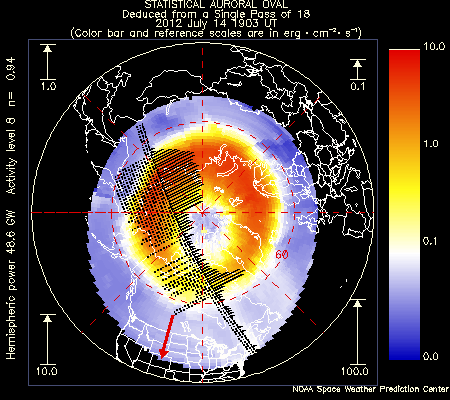 STATISTICAL AURORAL OVAL
Deduced from a Single Pass of 18
2012 July 14 1903 UT
(Color bar and reference scales are in erg · cm⁻² · s⁻¹)
Hemispheric power 48.6 GW Activity level 8 n= 0.94
1.0
0.1
10.0
100.0
60
10.0
1.0
0.1
0.0
NOAA Space Weather Prediction Center